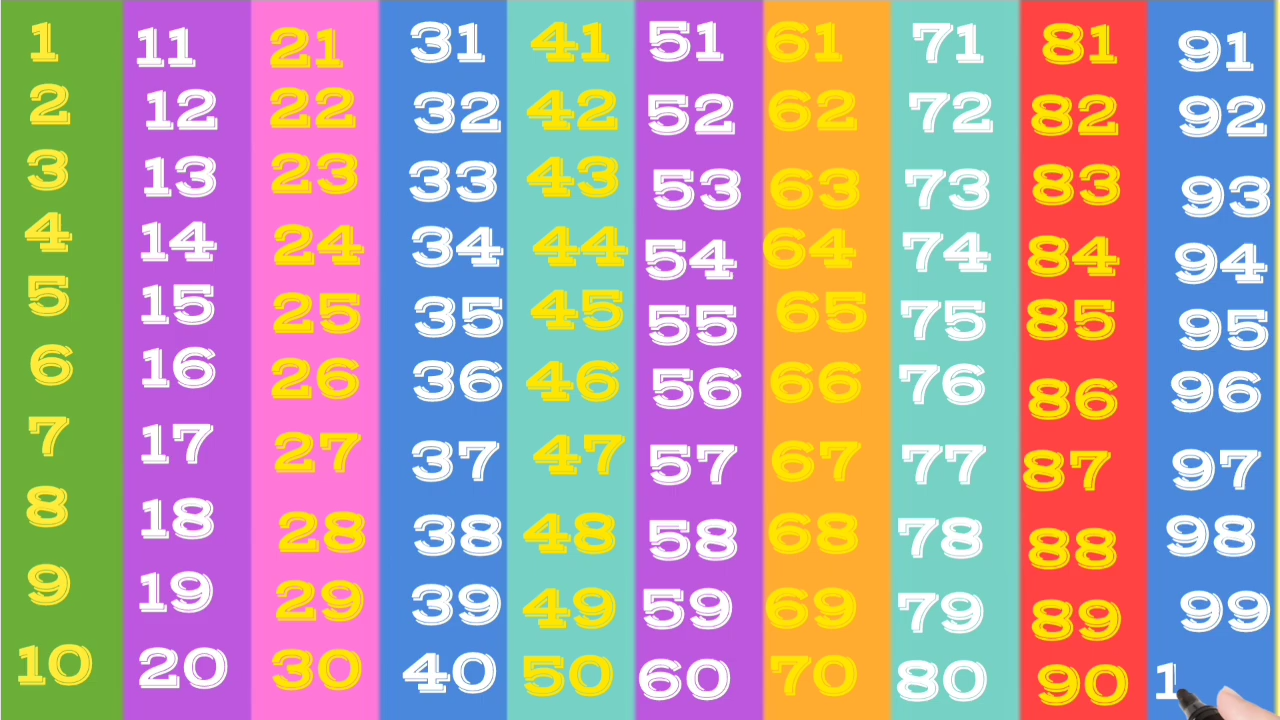 1 11 21 31 41 51 61 71 81 91
2 12 22 32 42 52 62 72 82 92
3 13 23 33 43 53 63 73 83 93
4 14 24 34 44 54 64 74 84 94
5 15 25 35 45 55 65 75 85 95
6 16 26 36 46 56 66 76 86 96
7 17 27 37 47 57 67 77 87 97
8 18 28 38 48 58 68 78 88 98
9 19 29 39 49 59 69 79 89 99
10 20 30 40 50 60 70 80 90 1